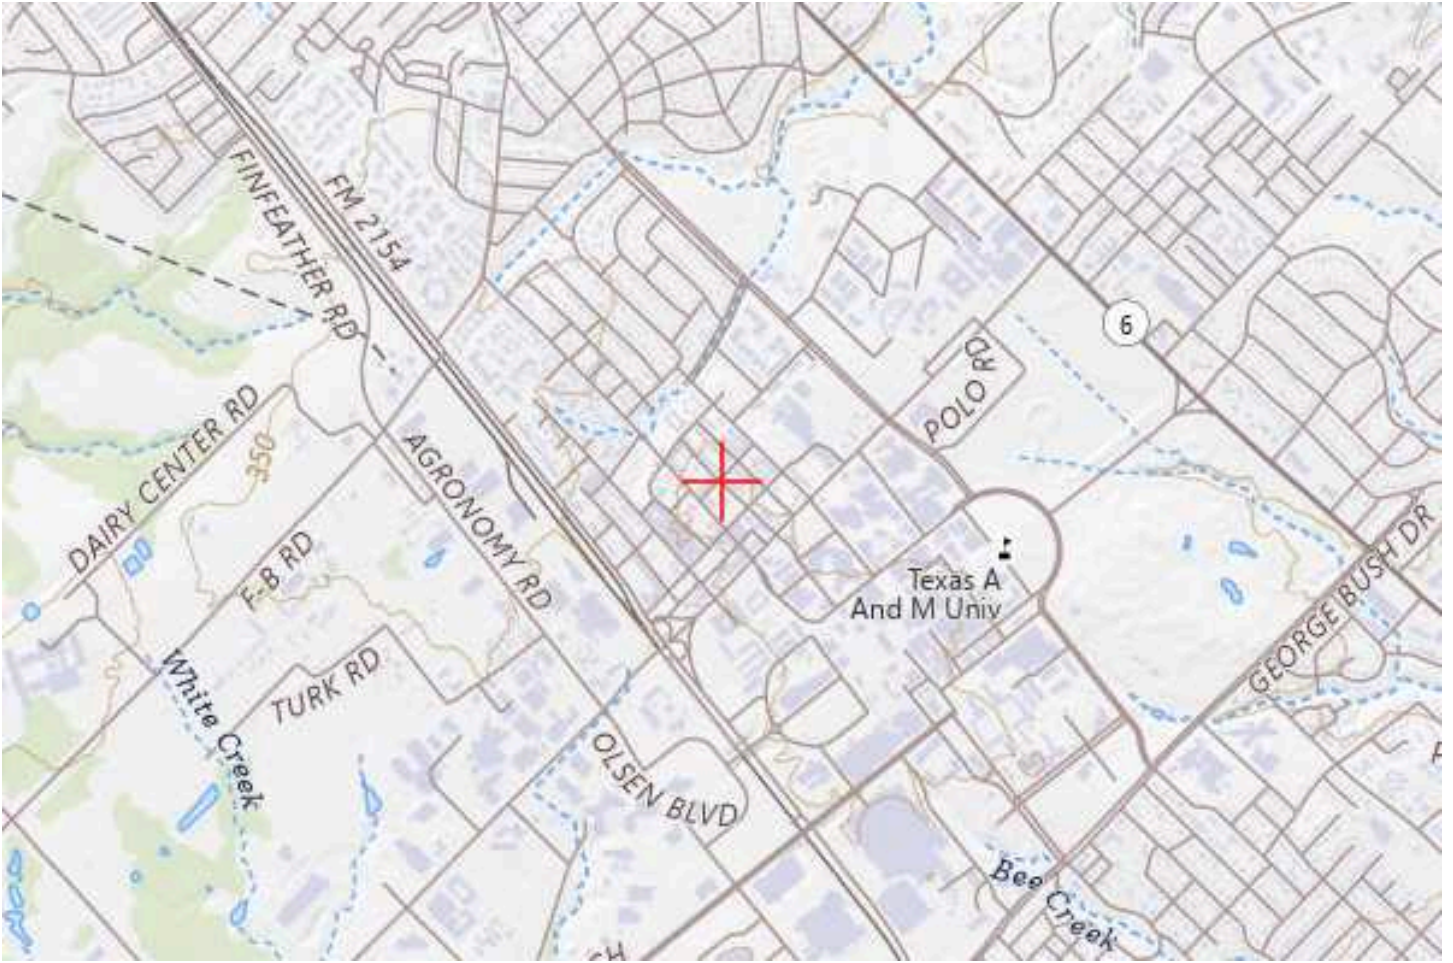 FINFEATHER RD
FM 2154
6
POLO RD
DAIRY CENTER RD
350
AGRONOMY RD
F-B RD
Texas A
And M Univ
GEORGE BUSH DR
White Creek
TURK RD
OLSEN BLVD
Bee Creek
CH